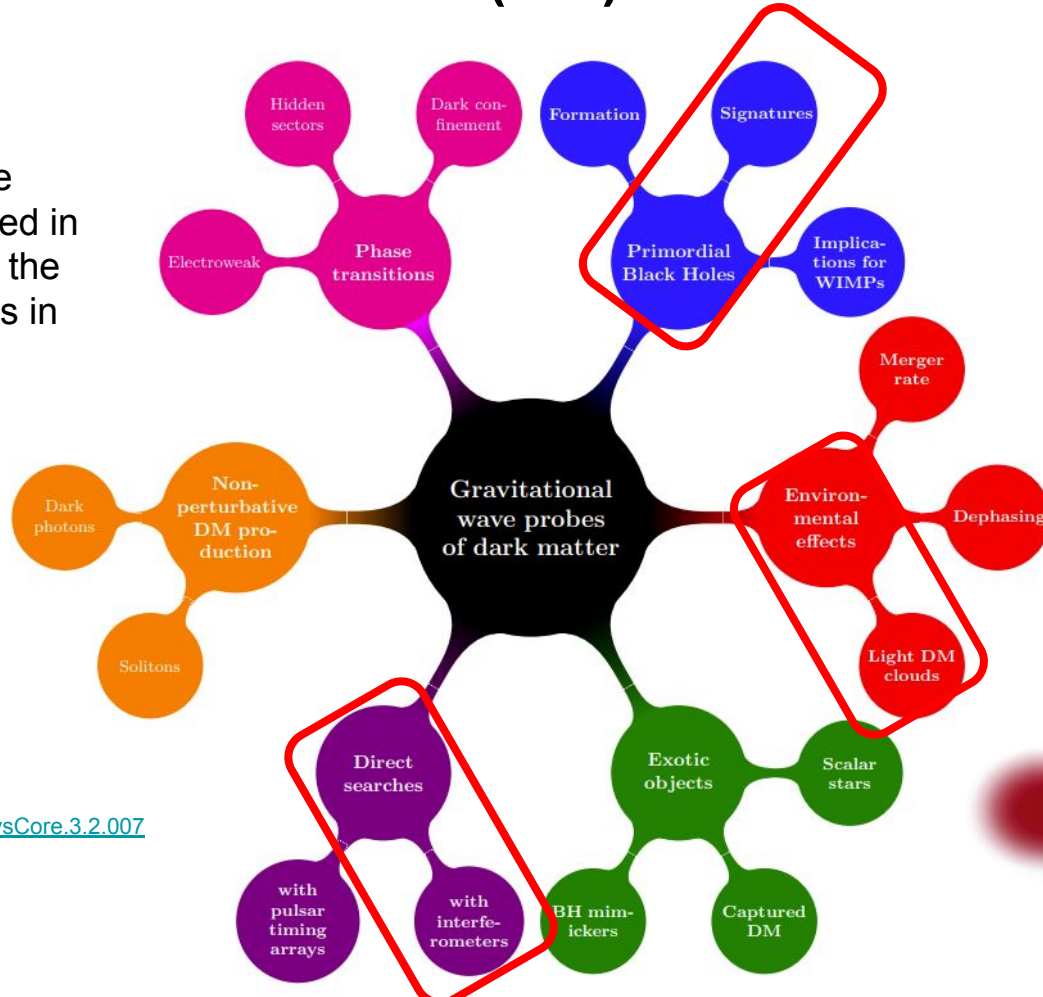 Hidden
sectors
Dark con-
finement
Electroweak
Phase
transitions
Formation
Signatures
Primordial
Black Holes
Implica-
tions for
WIMPs
ed in
the
s in
Merger
rate
Environ-
mental
effects
Dephasing
Light DM
clouds
Non-
perturbative
DM pro-
duction
Dark
photons
Solitons
Gravitational
wave probes
of dark matter
Direct
searches
with
pulsar
timing
arrays
with
interfe-
rometers
Exotic
objects
Scalar
stars
BH mim-
ickers
Captured
DM
ysCore.3.2.007